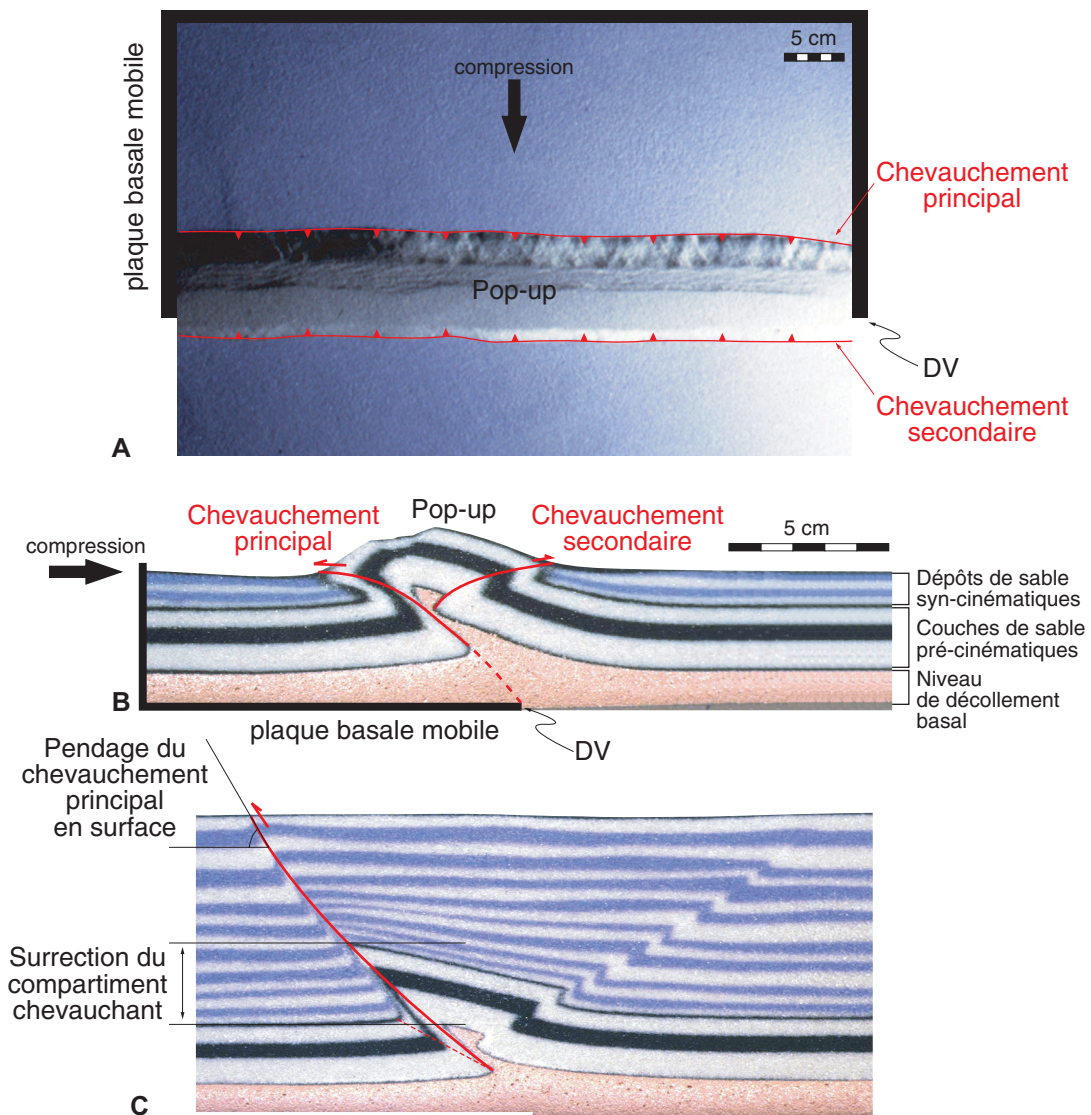 5 cm
compression
plaque basale mobile
Chevauchement
principal
Pop-up
DV
Chevauchement
secondaire
A
Pop-up
Chevauchement
principal
Chevauchement
secondaire
5 cm
compression
Dépôts de sable
syn-cinématiques
Couches de sable
pré-cinématiques
Niveau
de décollement
basal
B
plaque basale mobile
DV
Pendage du
chevauchement
principal
en surface
Surrection du
compartiment
chevauchant
C